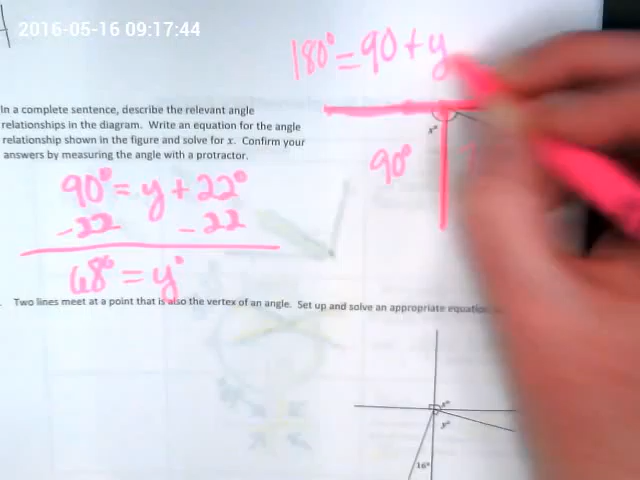 2016-05-16 09:17:44
180° = 90 + y
In a complete sentence, describe the relevant angle
relationships in the diagram. Write an equation for the angle
relationship shown in the figure and solve for x. Confirm your
answers by measuring the angle with a protractor.
x°
90°
90° = y + 22°
-22 -22
68° = y°
Two lines meet at a point that is also the vertex of an angle. Set up and solve an appropriate equation
x°
y°
16°